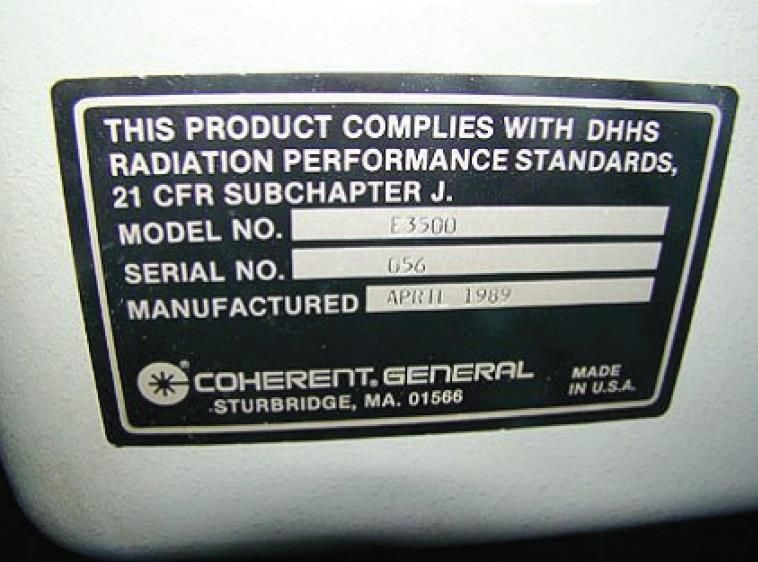 THIS PRODUCT COMPLIES WITH DHHS
RADIATION PERFORMANCE STANDARDS,
21 CFR SUBCHAPTER J.
MODEL NO. E3500
SERIAL NO. 056
MANUFACTURED APRIL 1989
® COHERENT. GENERAL
STURBRIDGE, MA. 01566
MADE
IN U.S.A.